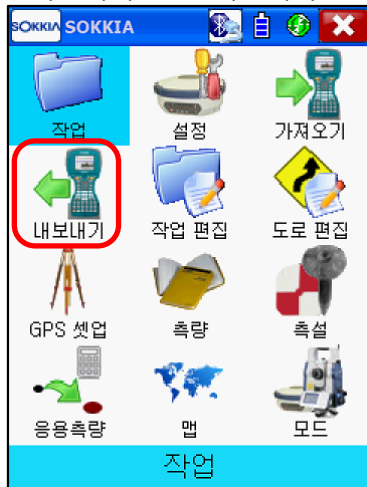 SOKKIA SOKKIA
작업 설정 가져오기
내보내기 작업 편집 도로 편집
GPS 셋업 측량 측설
응용측량 맵 모드
작업